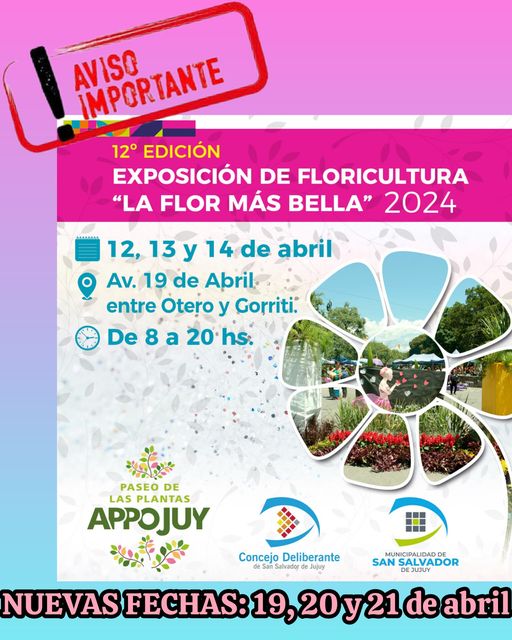 ! AVISO
IMPORTANTE
12° EDICIÓN
EXPOSICIÓN DE FLORICULTURA
“LA FLOR MÁS BELLA” 2024
12, 13 y 14 de abril
Av. 19 de Abril
entre Otero y Gorriti.
De 8 a 20 hs.
PASEO DE
LAS PLANTAS
APPOJUY
Concejo Deliberante
de San Salvador de Jujuy
MUNICIPALIDAD DE
SAN SALVADOR
DE JUJUY
NUEVAS FECHAS: 19, 20 y 21 de abril